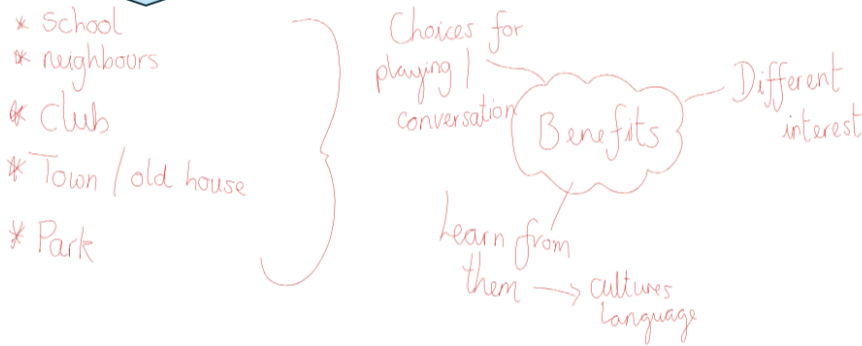 * School
* neighbours
* Club
* Town / old house
* Park
Choices for
playing /
conversation
Benefits
Different
interest
Learn from
them → cultures
language